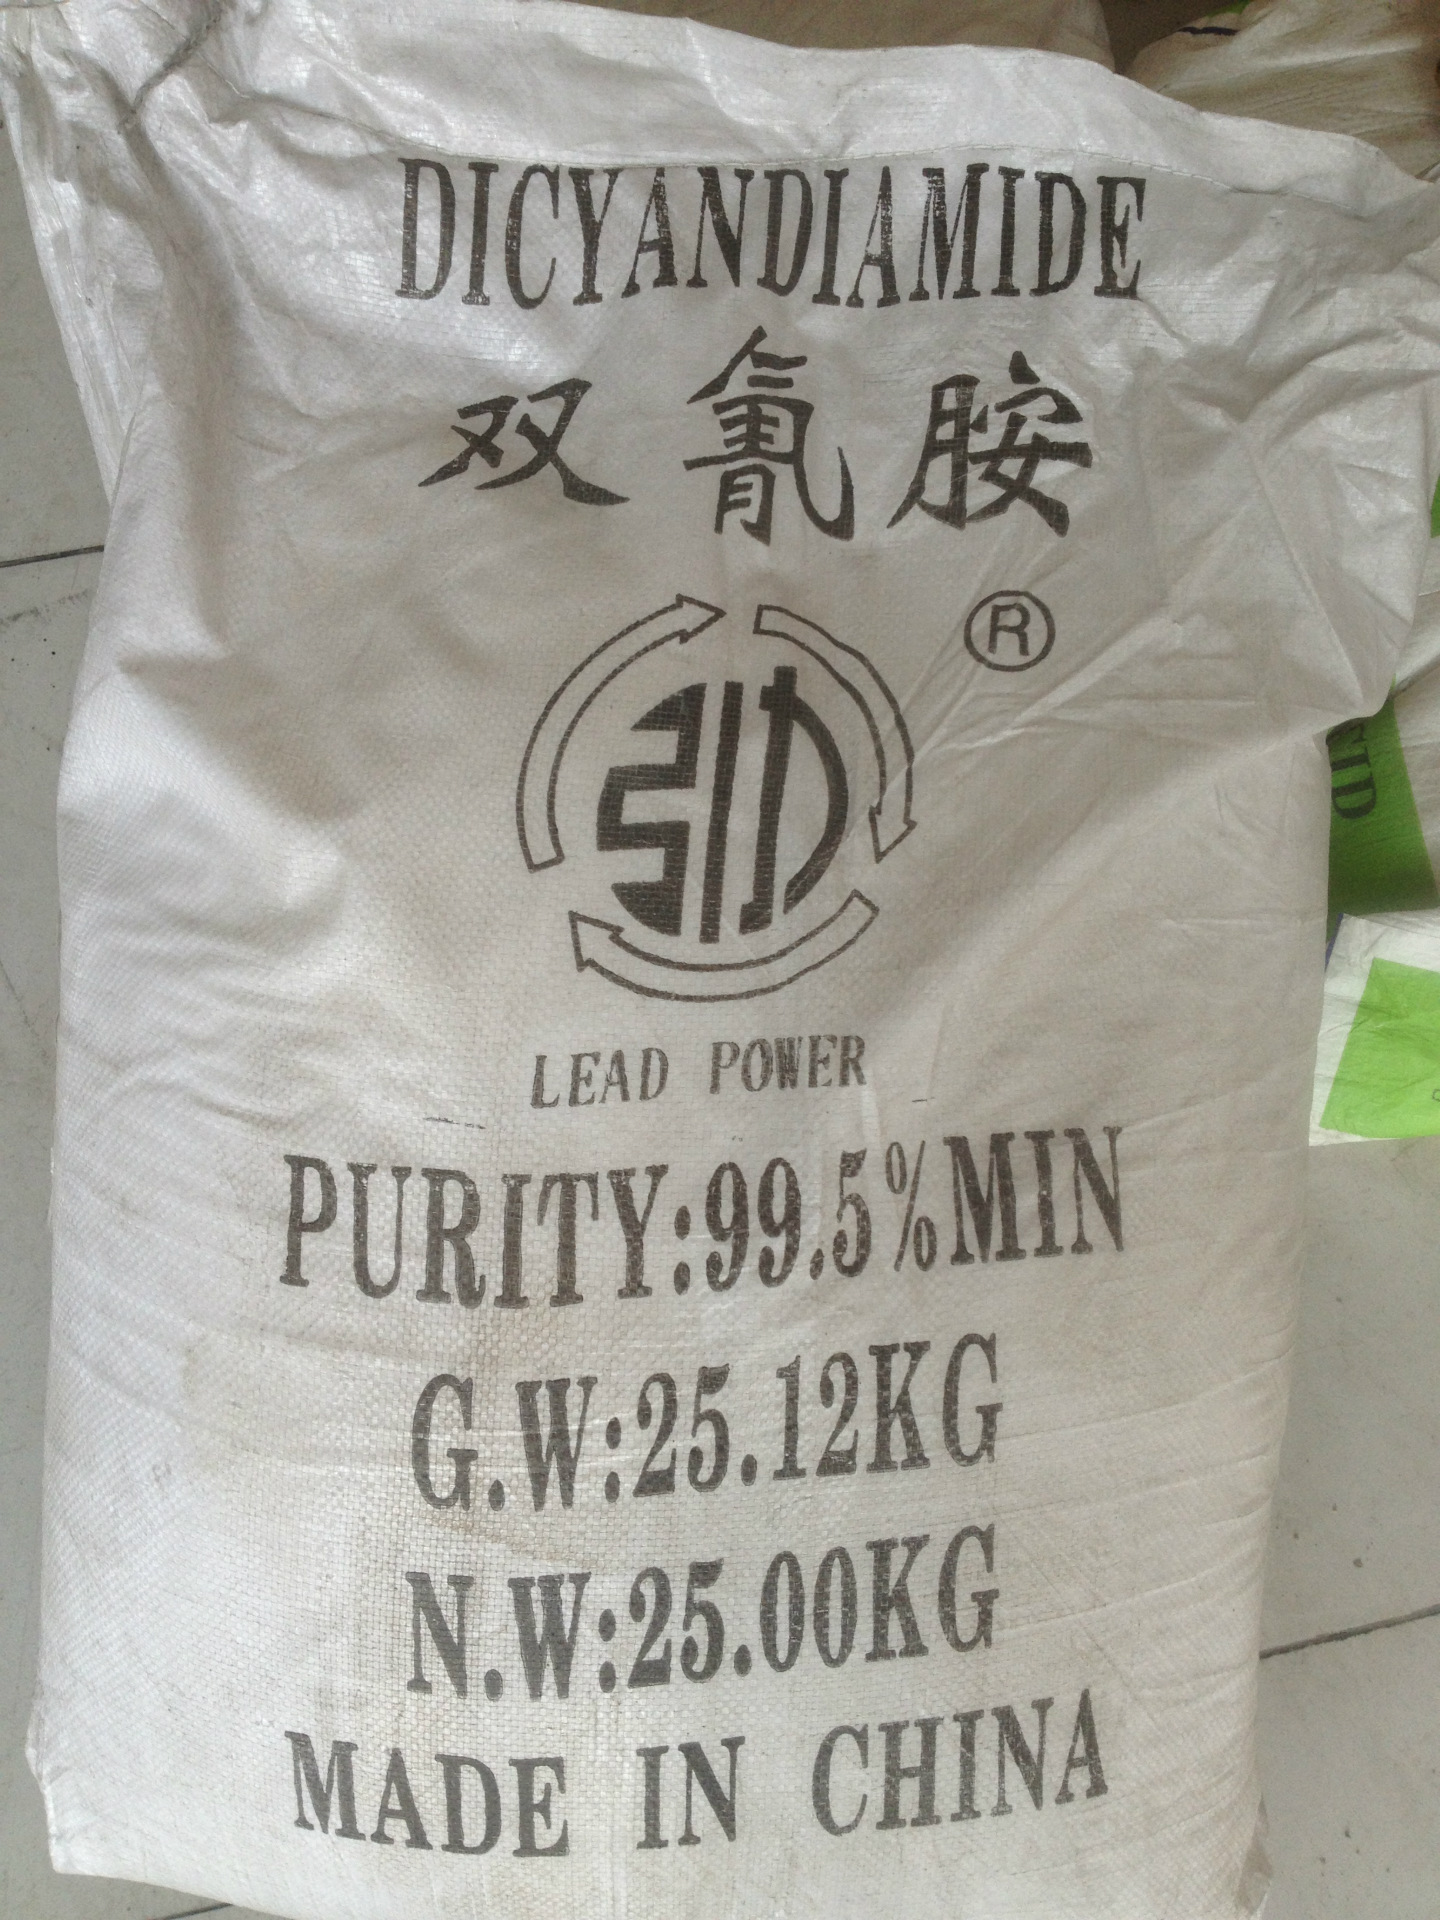 DICYANDIAMIDE
双氰胺
®
LEAD POWER
PURITY:99.5%MIN
G.W:25.12KG
N.W:25.00KG
MADE IN CHINA